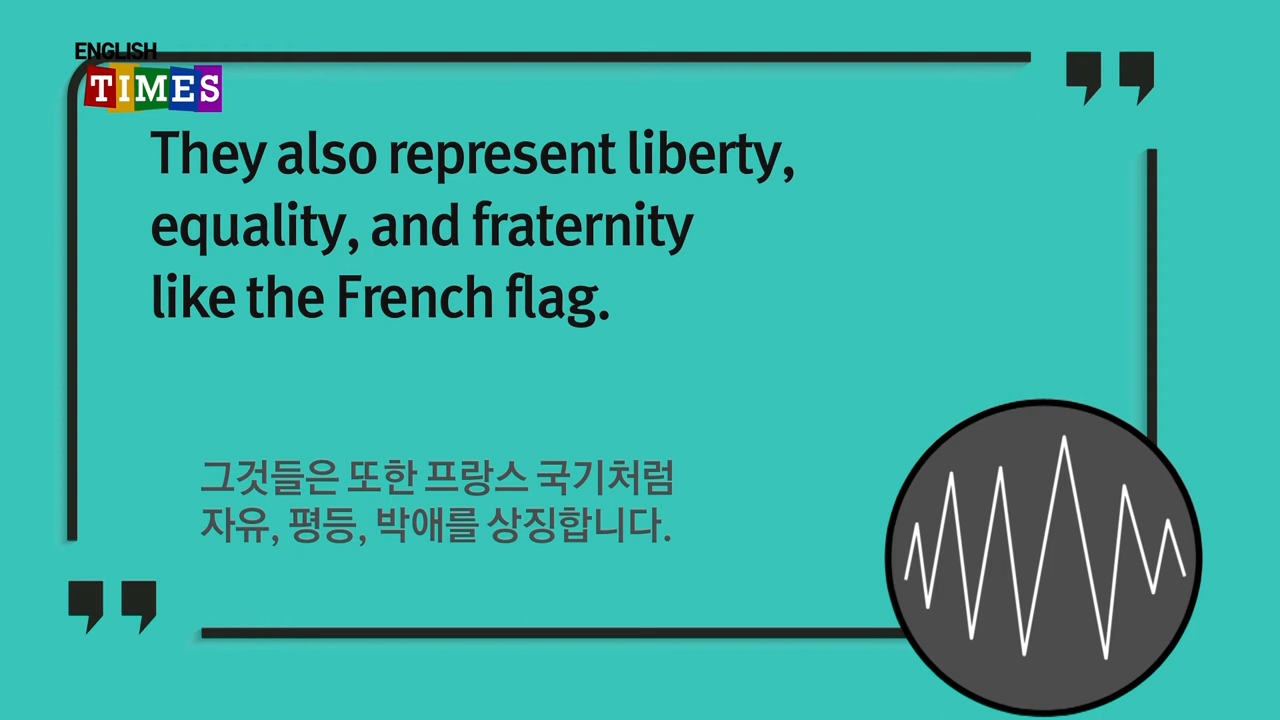 ENGLISH
TIMES
They also represent liberty,
equality, and fraternity
like the French flag.
그것들은 또한 프랑스 국기처럼
자유, 평등, 박애를 상징합니다.